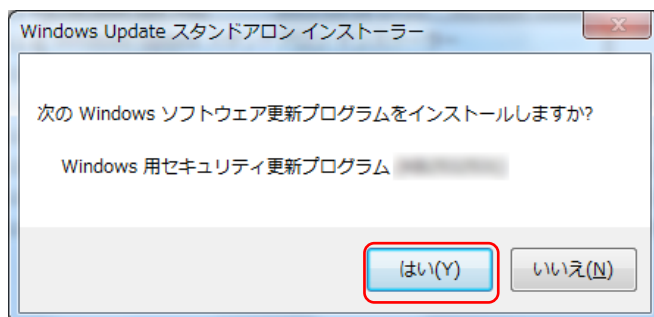 Windows Update スタンドアロン インストーラー
次の Windows ソフトウェア更新プログラムをインストールしますか?
Windows 用セキュリティ更新プログラム
はい(Y)
いいえ(N)